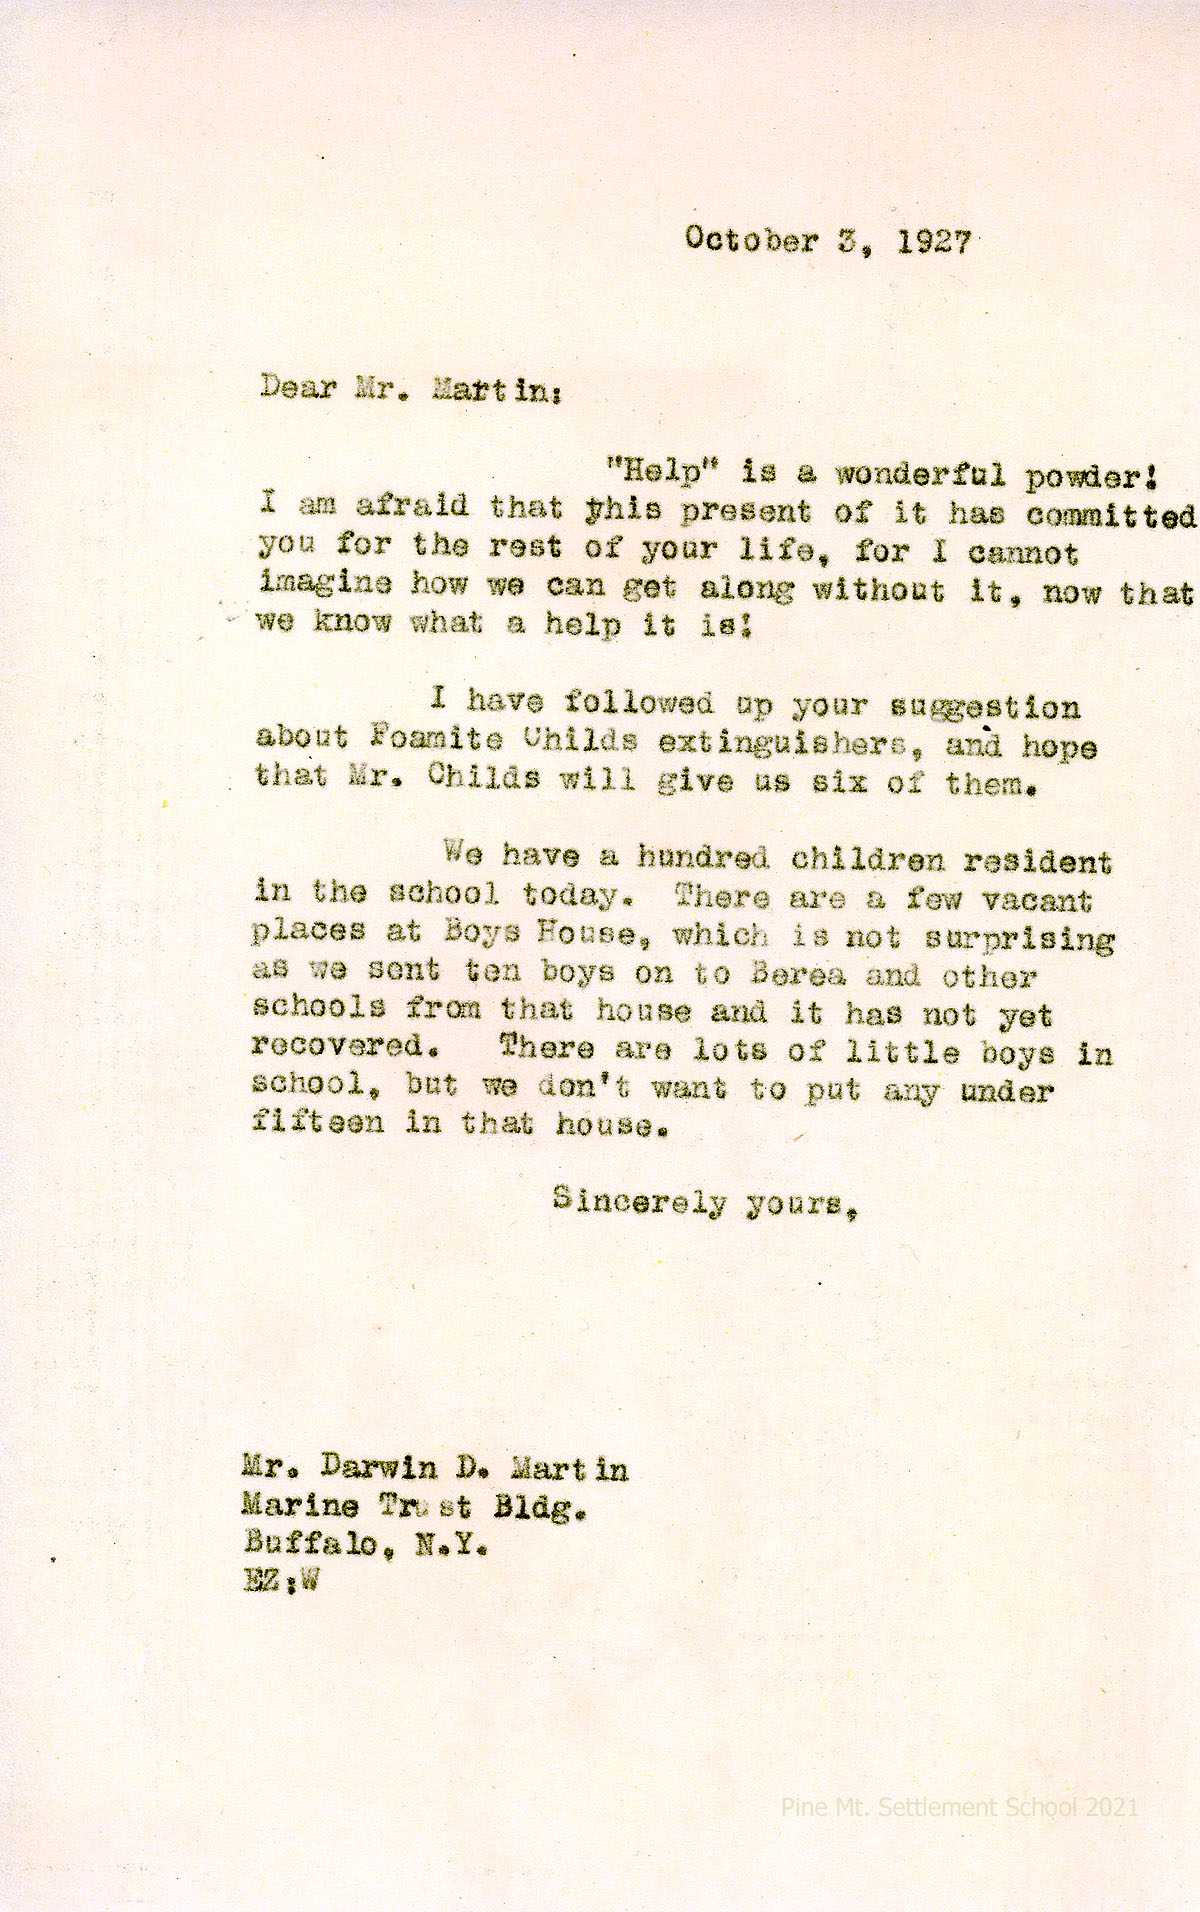 October 3, 1927
Dear Mr. Martin:
"Help" is a wonderful powder!
I am afraid that this present of it has committed
you for the rest of your life, for I cannot
imagine how we can get along without it, now that
we know what a help it is!
I have followed up your suggestion
about Foamite Childs extinguishers, and hope
that Mr. Childs will give us six of them.
We have a hundred children resident
in the school today. There are a few vacant
places at Boys House, which is not surprising
as we sent ten boys on to Berea and other
schools from that house and it has not yet
recovered. There are lots of little boys in
school, but we don't want to put any under
fifteen in that house.
Sincerely yours,
Mr. Darwin D. Martin
Marine Trust Bldg.
Buffalo, N.Y.
EZ:W
Pine Mt. Settlement School 2021